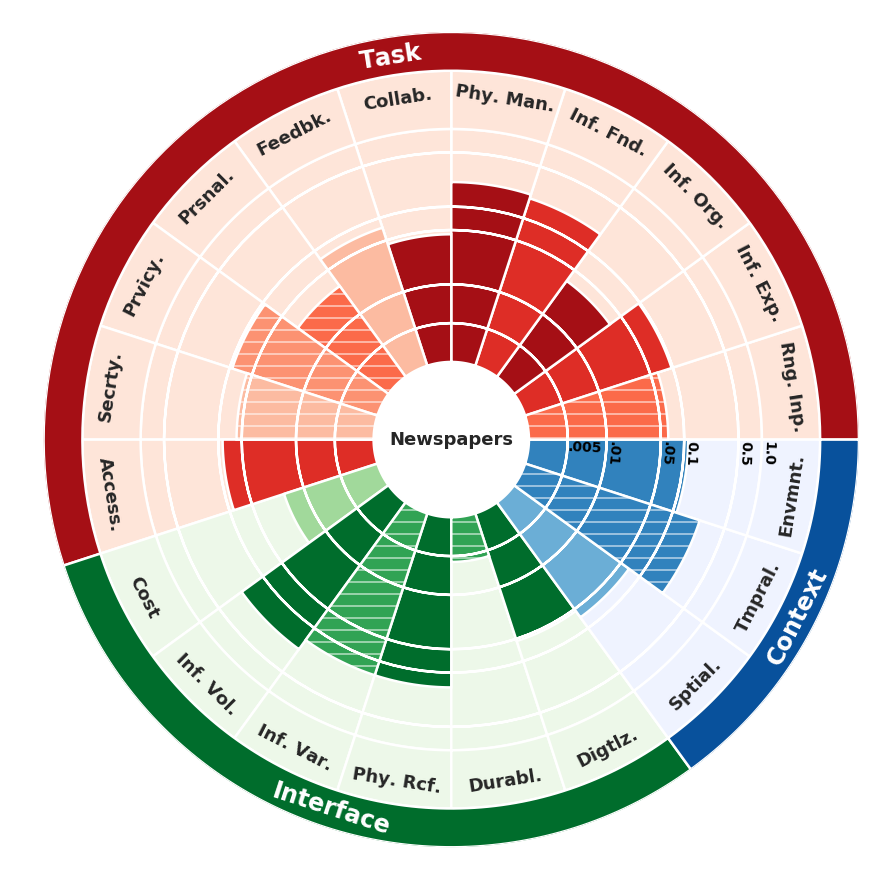 Task
Collab.
Phy. Man.
Feedbk.
Inf. Fnd.
Prsnal.
Inf. Org.
Prvicy.
Inf. Exp.
Secrty.
Rng. Inp.
Newspapers
.005
.01
.05
0.1
0.5
1.0
Access.
Envmnt.
Cost
Tmpral.
Context
Inf. Vol.
Sptial.
Inf. Var.
Digtlz.
Phy. Rcf.
Durabl.
Interface